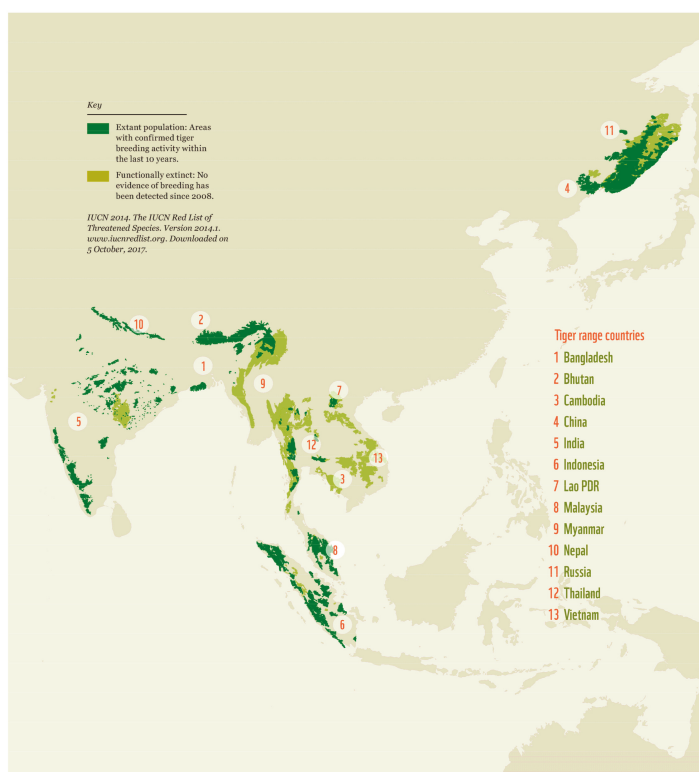 Key
Extant population: Areas
with confirmed tiger
breeding activity within
the last 10 years.
Functionally extinct: No
evidence of breeding has
been detected since 2008.
IUCN 2014. The IUCN Red List of
Threatened Species. Version 2014.1.
www.iucnredlist.org. Downloaded on
5 October, 2017.
11
4
10
2
1
9
7
5
12
13
3
8
6
Tiger range countries
1 Bangladesh
2 Bhutan
3 Cambodia
4 China
5 India
6 Indonesia
7 Lao PDR
8 Malaysia
9 Myanmar
10 Nepal
11 Russia
12 Thailand
13 Vietnam